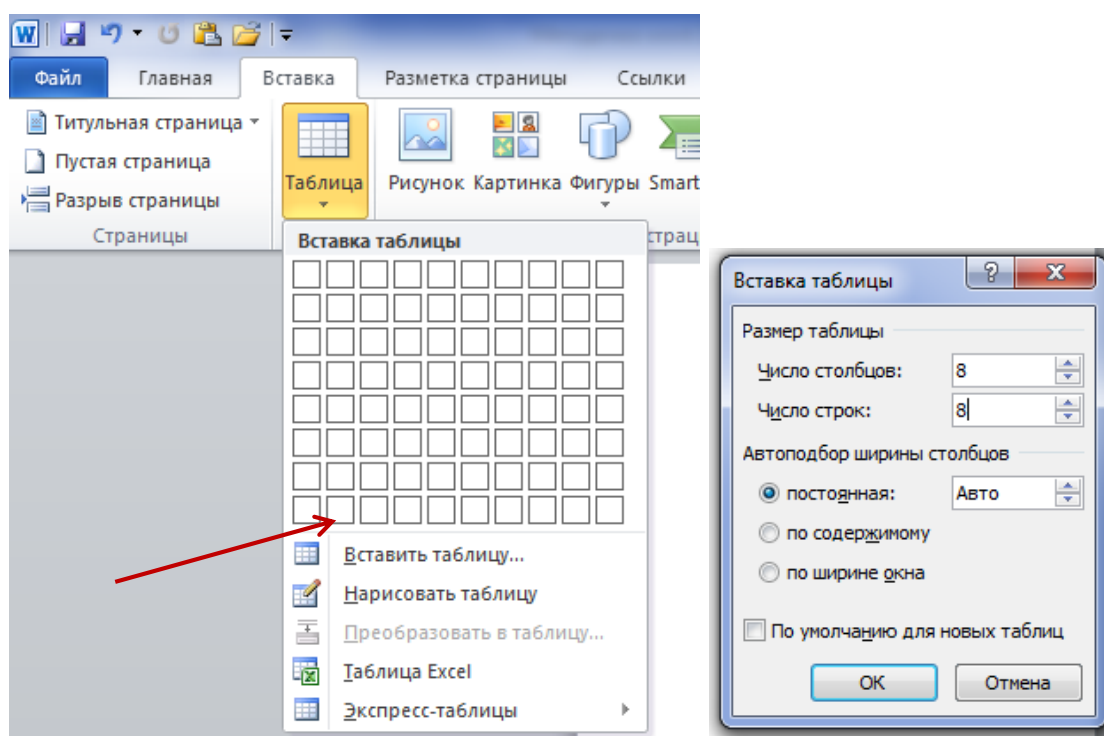 W
Файл Главная Вставка Разметка страницы Ссылки
Титульная страница
Пустая страница
Разрыв страницы
Страницы
Таблица
Рисунок Картинка Фигуры Smart
страц
Вставка таблицы
Вставить таблицу...
Нарисовать таблицу
Преобразовать в таблицу...
Таблица Excel
Экспресс-таблицы
Вставка таблицы
Размер таблицы
Число столбцов: 8
Число строк: 8
Автоподбор ширины столбцов
постоянная: Авто
по содержимому
по ширине окна
По умолчанию для новых таблиц
ОК Отмена